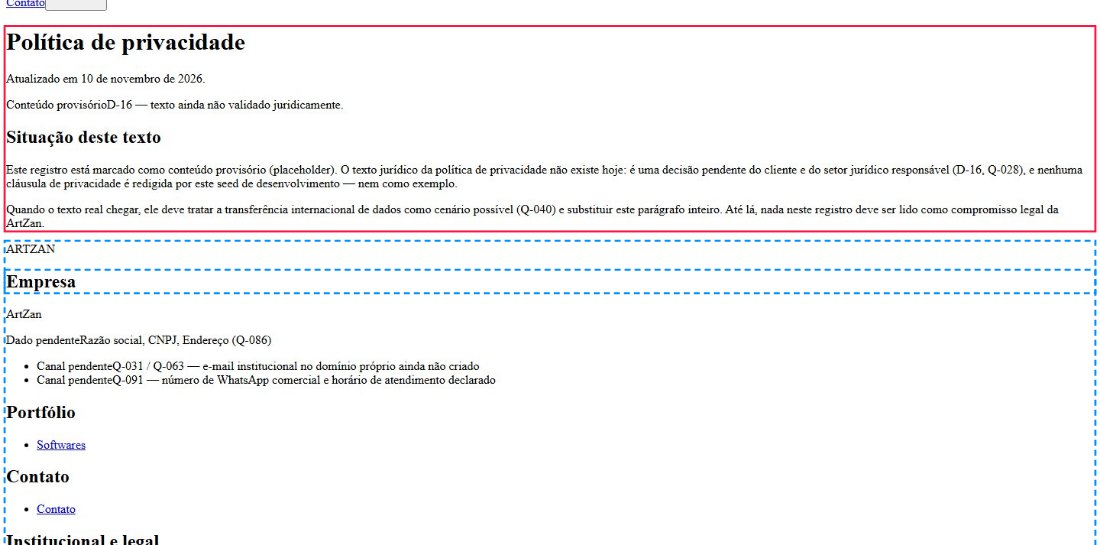 Contato
Política de privacidade
Atualizado em 10 de novembro de 2026.
Conteúdo provisórioD-16 — texto ainda não validado juridicamente.
Situação deste texto
Este registro está marcado como conteúdo provisório (placeholder). O texto jurídico da política de privacidade não existe hoje: é uma decisão pendente do cliente e do setor jurídico responsável (D-16, Q-028), e nenhuma
cláusula de privacidade é redigida por este seed de desenvolvimento — nem como exemplo.
Quando o texto real chegar, ele deve tratar a transferência internacional de dados como cenário possível (Q-040) e substituir este parágrafo inteiro. Até lá, nada neste registro deve ser lido como compromisso legal da
ArtZan.
ARTZAN
Empresa
ArtZan
Dado pendenteRazão social, CNPJ, Endereço (Q-086)
Canal pendenteQ-031 / Q-063 — e-mail institucional no domínio próprio ainda não criado
Canal pendenteQ-091 — número de WhatsApp comercial e horário de atendimento declarado
Portfólio
Softwares
Contato
Contato
Institucional e legal